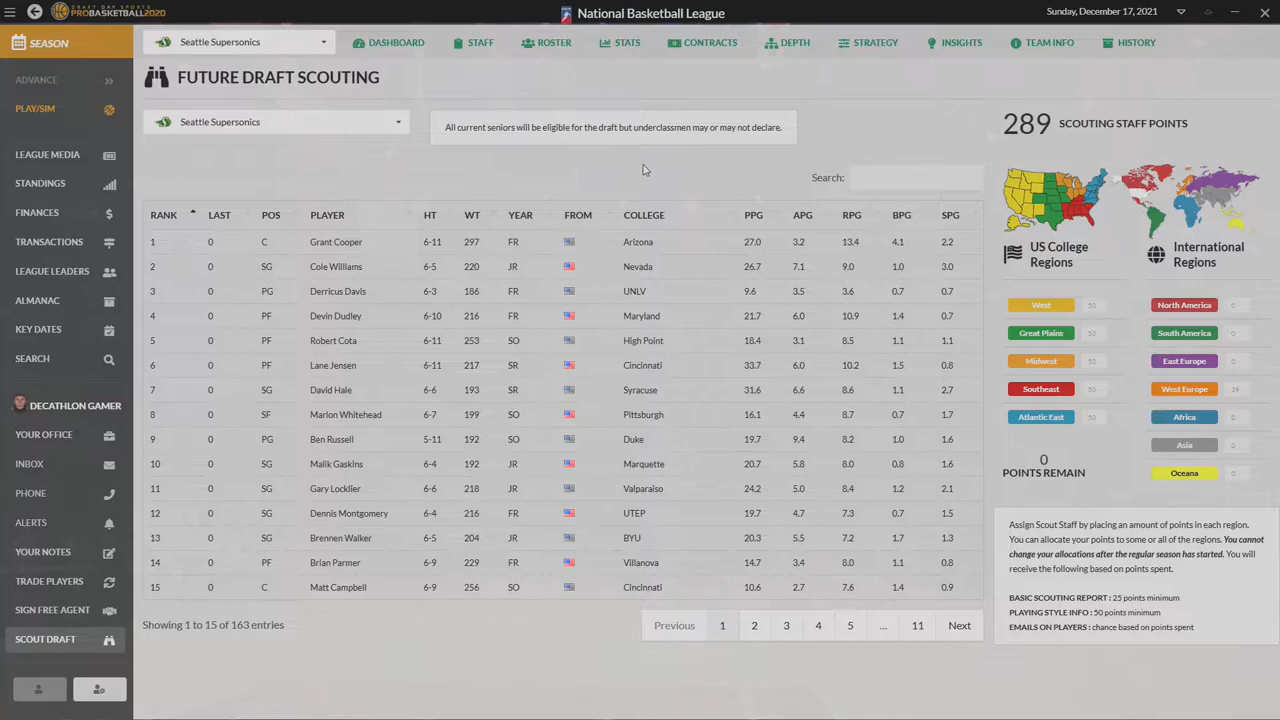 DRAFT DAY SPORTS
PROBASKETBALL2020
National Basketball League
Sunday, December 17, 2021
SEASON
Seattle Supersonics
DASHBOARD
STAFF
ROSTER
STATS
CONTRACTS
DEPTH
STRATEGY
INSIGHTS
TEAM INFO
HISTORY
ADVANCE
PLAY/SIM
LEAGUE MEDIA
STANDINGS
FINANCES
TRANSACTIONS
LEAGUE LEADERS
ALMANAC
KEY DATES
SEARCH
DECATHLON GAMER
YOUR OFFICE
INBOX
PHONE
ALERTS
YOUR NOTES
TRADE PLAYERS
SIGN FREE AGENT
SCOUT DRAFT
FUTURE DRAFT SCOUTING
Seattle Supersonics
All current seniors will be eligible for the draft but underclassmen may or may not declare.
Search:
RANK LAST POS PLAYER HT WT YEAR FROM COLLEGE PPG APG RPG BPG SPG
1 0 C Grant Cooper 6-11 297 FR Arizona 27.0 3.2 13.4 4.1 2.2
2 0 SG Cole Williams 6-5 220 JR Nevada 26.7 7.1 9.0 1.0 3.0
3 0 PG Derricus Davis 6-3 186 FR UNLV 9.6 3.5 3.6 0.7 0.7
4 0 PF Devin Dudley 6-10 216 FR Maryland 21.7 6.0 10.9 1.4 0.7
5 0 PF Robert Cota 6-11 253 SO High Point 18.4 3.1 8.5 1.1 1.1
6 0 PF Lane Jensen 6-11 217 SR Cincinnati 33.7 6.0 10.2 1.5 0.8
7 0 SG David Hale 6-6 193 SR Syracuse 31.6 6.6 8.6 1.1 2.7
8 0 SF Marlon Whitehead 6-7 199 SO Pittsburgh 16.1 4.4 8.7 0.7 1.7
9 0 PG Ben Russell 5-11 192 SO Duke 19.7 9.4 8.2 1.0 1.6
10 0 SG Malik Gaskins 6-4 192 JR Marquette 20.7 5.8 8.0 0.8 1.6
11 0 SG Gary Locklier 6-6 218 JR Valparaiso 24.2 5.0 8.4 1.2 2.1
12 0 SG Dennis Montgomery 6-4 216 FR UTEP 19.7 4.7 7.3 0.7 1.5
13 0 SG Brennen Walker 6-5 204 JR BYU 20.3 5.5 7.2 1.7 1.3
14 0 PF Brian Parmer 6-9 229 FR Villanova 14.7 3.4 8.0 1.1 0.8
15 0 C Matt Campbell 6-9 256 SO Cincinnati 10.6 2.7 7.6 1.4 0.9
Showing 1 to 15 of 163 entries
Previous 1 2 3 4 5 ... 11 Next
289 SCOUTING STAFF POINTS
US College
Regions
West 50
Great Plains 50
Midwest 50
Southeast 50
Atlantic East 50
0
POINTS REMAIN
International
Regions
North America 0
South America 0
East Europe 0
West Europe 39
Africa 0
Asia 0
Oceana 0
Assign Scout Staff by placing an amount of points in each region.
You can allocate your points to some or all of the regions. You cannot
change your allocations after the regular season has started. You will
receive the following based on points spent.
BASIC SCOUTING REPORT : 25 points minimum
PLAYING STYLE INFO : 50 points minimum
EMAILS ON PLAYERS : chance based on points spent